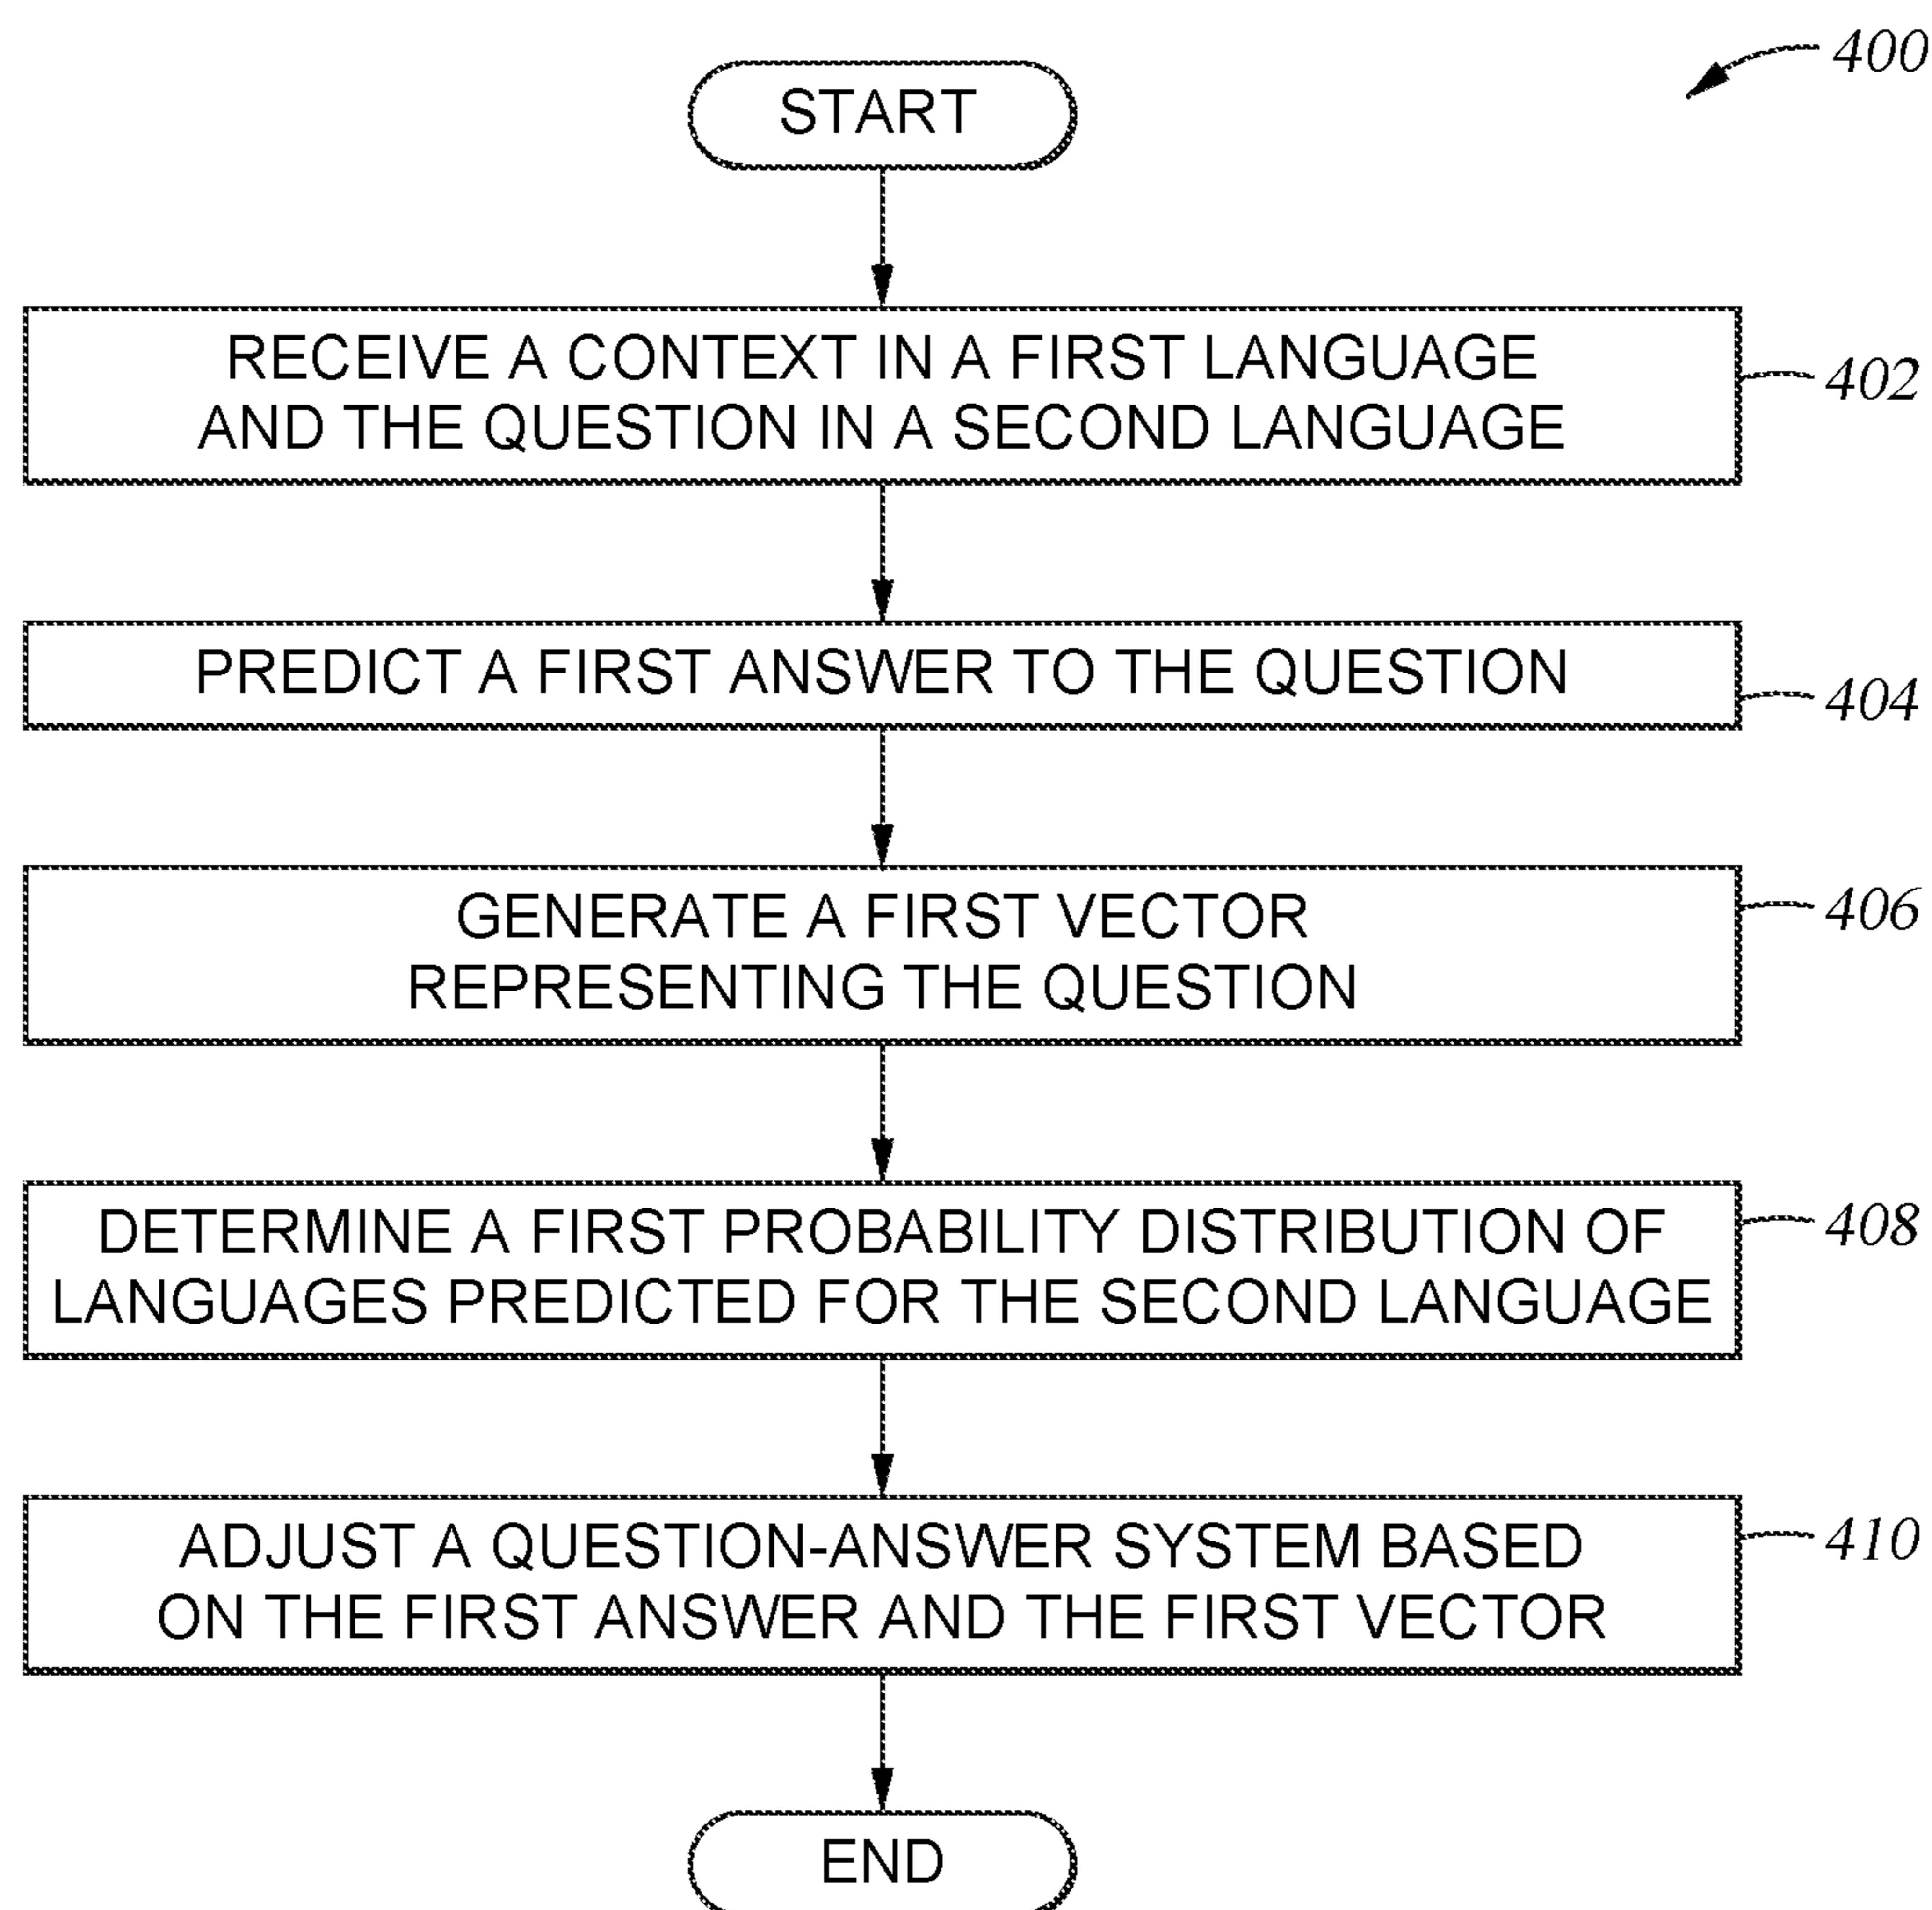 400
START
RECEIVE A CONTEXT IN A FIRST LANGUAGE
AND THE QUESTION IN A SECOND LANGUAGE
402
PREDICT A FIRST ANSWER TO THE QUESTION
404
GENERATE A FIRST VECTOR
REPRESENTING THE QUESTION
406
DETERMINE A FIRST PROBABILITY DISTRIBUTION OF
LANGUAGES PREDICTED FOR THE SECOND LANGUAGE
408
ADJUST A QUESTION-ANSWER SYSTEM BASED
ON THE FIRST ANSWER AND THE FIRST VECTOR
410
END